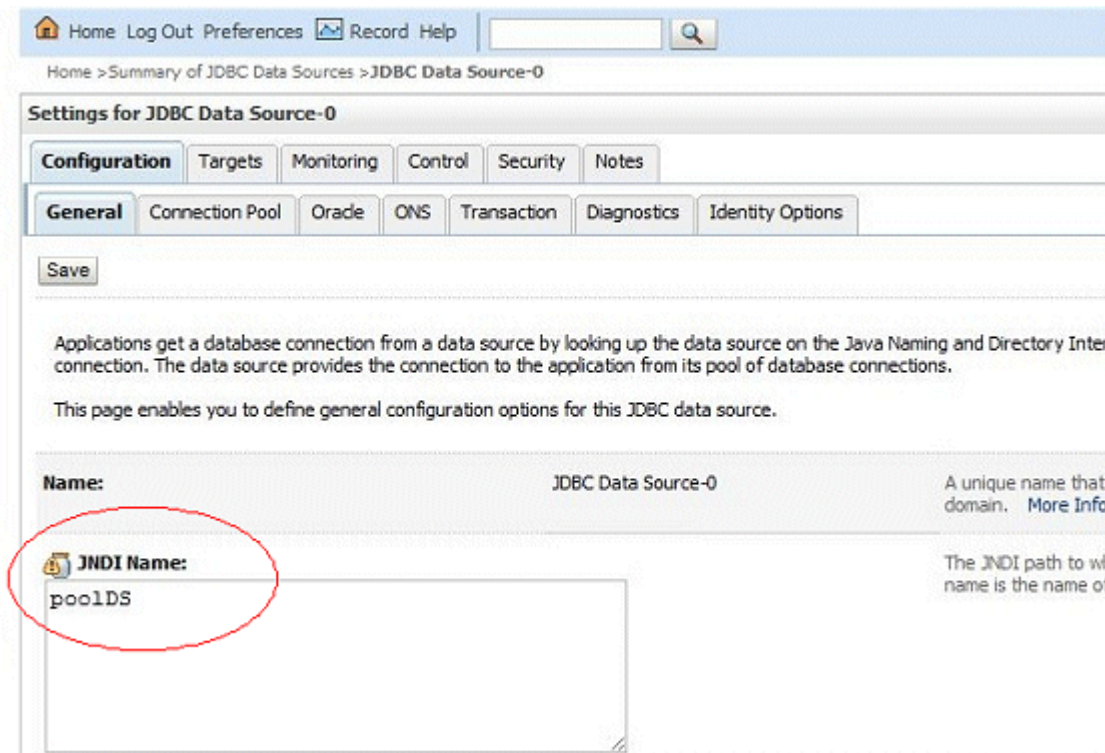 Home Log Out Preferences Record Help
Home >Summary of JDBC Data Sources >JDBC Data Source-0
Settings for JDBC Data Source-0
Configuration Targets Monitoring Control Security Notes
General Connection Pool Oracle ONS Transaction Diagnostics Identity Options
Save
Applications get a database connection from a data source by looking up the data source on the Java Naming and Directory
connection. The data source provides the connection to the application from its pool of database connections.
This page enables you to define general configuration options for this JDBC data source.
Name: JDBC Data Source-0 A unique name that
domain. More Info
JNDI Name: The JNDI path to
poolDS name is the name